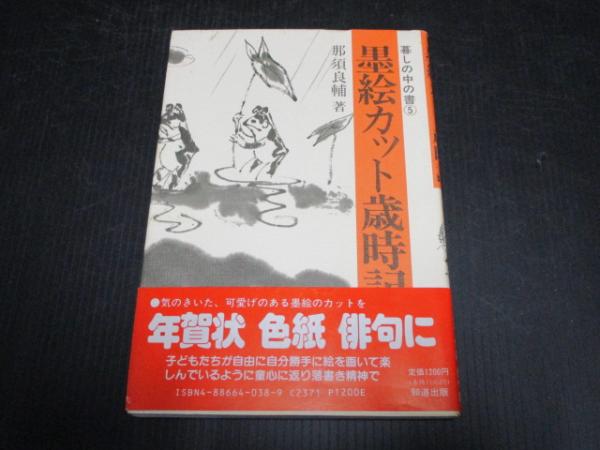 暮しの中の書⑤
墨絵カット歳時記
那須良輔 著
●気のきいた、可愛げのある墨絵のカットを
年賀状 色紙 俳句に
子どもたちが自由に自分勝手に絵を画いて楽
しんでいるように童心に返り落書き精神で
定価1200円
ISBN4-88664-038-9 C2371 P1200E